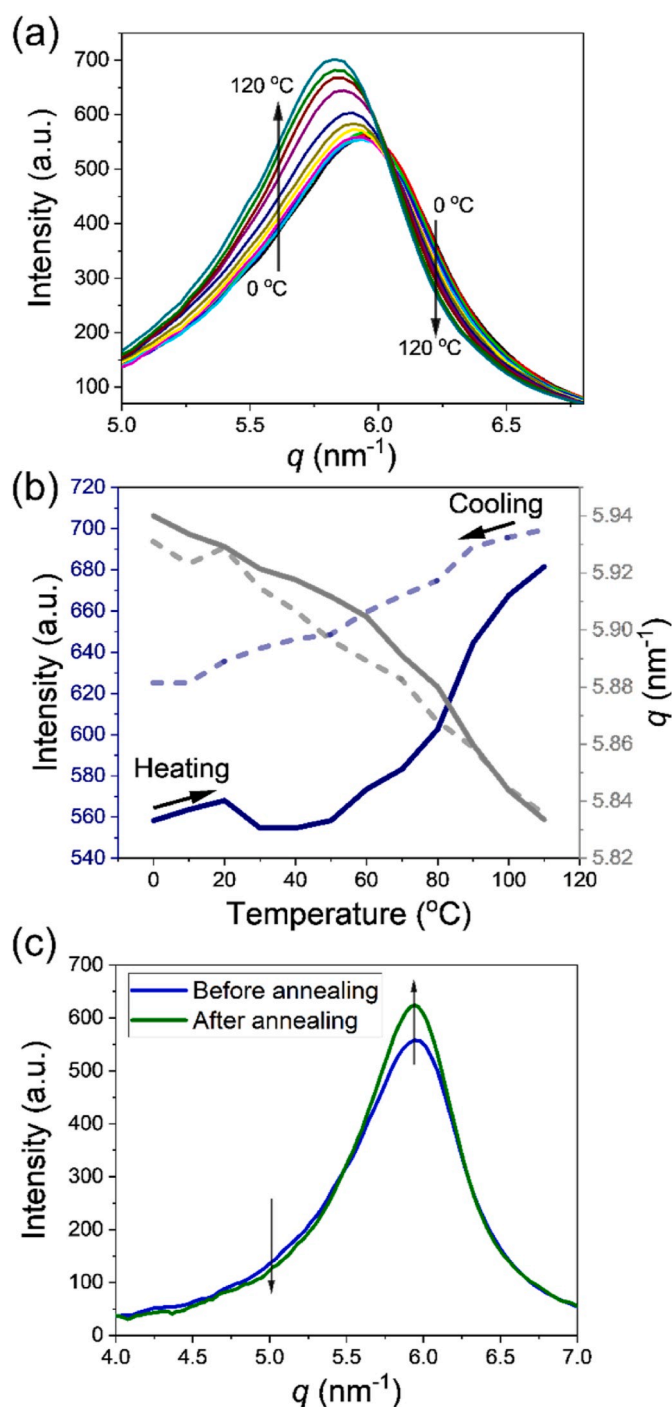 (a)
700
600
500
400
300
200
100
Intensity (a.u.)
120 °C
0 °C
0 °C
120 °C
5.0 5.5 6.0 6.5
q (nm⁻¹)
(b)
720
700
680
660
640
620
600
580
560
540
Intensity (a.u.)
Cooling
Heating
5.94
5.92
5.90
5.88
5.86
5.84
5.82
q (nm⁻¹)
0 20 40 60 80 100 120
Temperature (°C)
(c)
700
600
500
400
300
200
100
0
Intensity (a.u.)
Before annealing
After annealing
4.0 4.5 5.0 5.5 6.0 6.5 7.0
q (nm⁻¹)